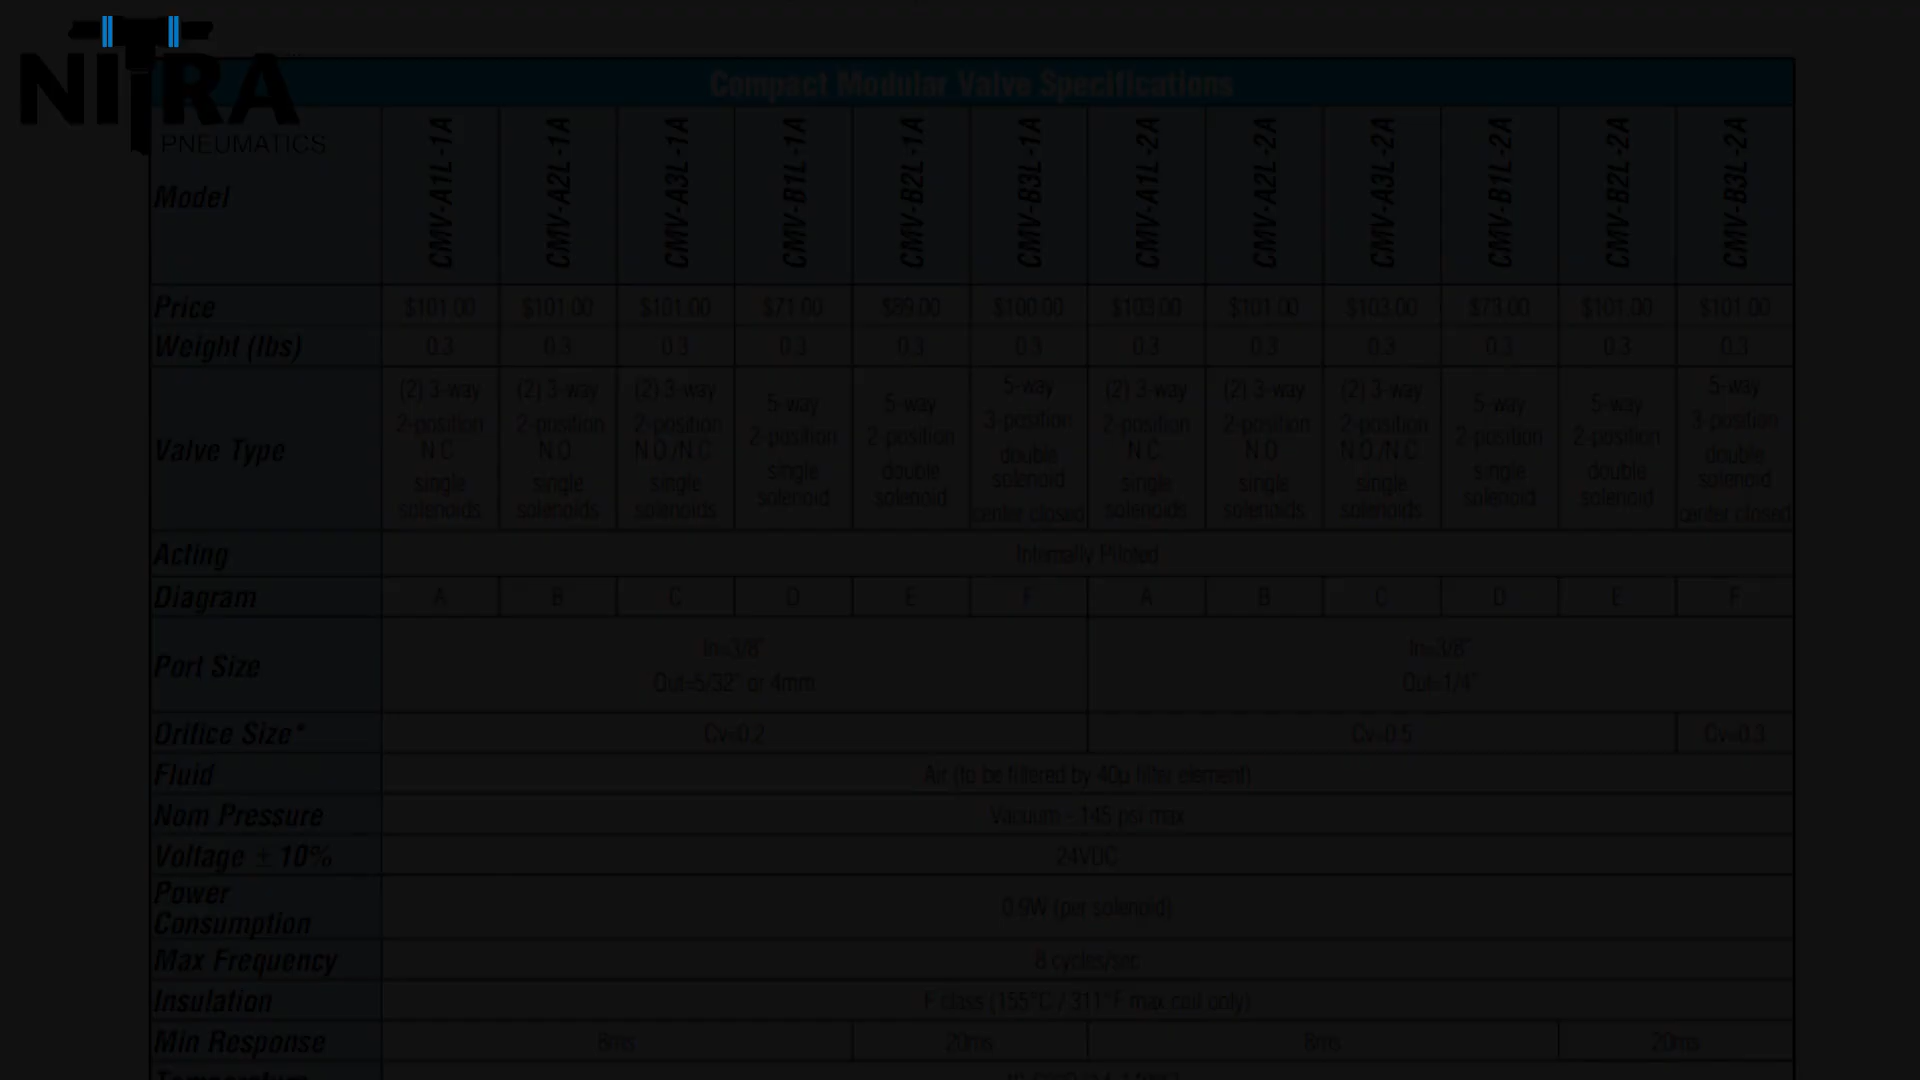 NITRA
PNEUMATICS
Compact Modular Valve Specifications
Model CMV-A1L-1A CMV-A2L-1A CMV-A3L-1A CMV-B1L-1A CMV-B2L-1A CMV-B3L-1A CMV-A1L-2A CMV-A2L-2A CMV-A3L-2A CMV-B1L-2A CMV-B2L-2A CMV-B3L-2A
Price $101.00 $101.00 $101.00 $71.00 $89.00 $100.00 $103.00 $101.00 $103.00 $73.00 $101.00 $101.00
Weight (lbs) 0.3 0.3 0.3 0.3 0.3 0.3 0.3 0.3 0.3 0.3 0.3 0.3
Valve Type
(2) 3-way (2) 3-way (2) 3-way 5-way 5-way 5-way (2) 3-way (2) 3-way (2) 3-way 5-way 5-way 5-way
2-position 2-position 2-position 2-position 2-position 3-position 2-position 2-position 2-position 2-position 2-position 3-position
N.C. N.O. N.O./N.C. single double double N.C. N.O. N.O./N.C. single double double
single single single solenoid solenoid solenoid single single single solenoid solenoid solenoid
solenoids solenoids solenoids center closed solenoids solenoids solenoids center closed
Acting Internally Piloted
Diagram A B C D E F A B C D E F
Port Size
In=3/8" In=3/8"
Out=5/32" or 4mm Out=1/4"
Orifice Size* Cv=0.2 Cv=0.5 Cv=0.3
Fluid Air (to be filtered by 40µ filter element)
Nom Pressure Vacuum - 145 psi max
Voltage ± 10% 24VDC
Power
Consumption 0.9W (per solenoid)
Max Frequency 8 cycles/sec
Insulation F class (155°C / 311°F max coil only)
Min Response 8ms 20ms 8ms 20ms
Temperature